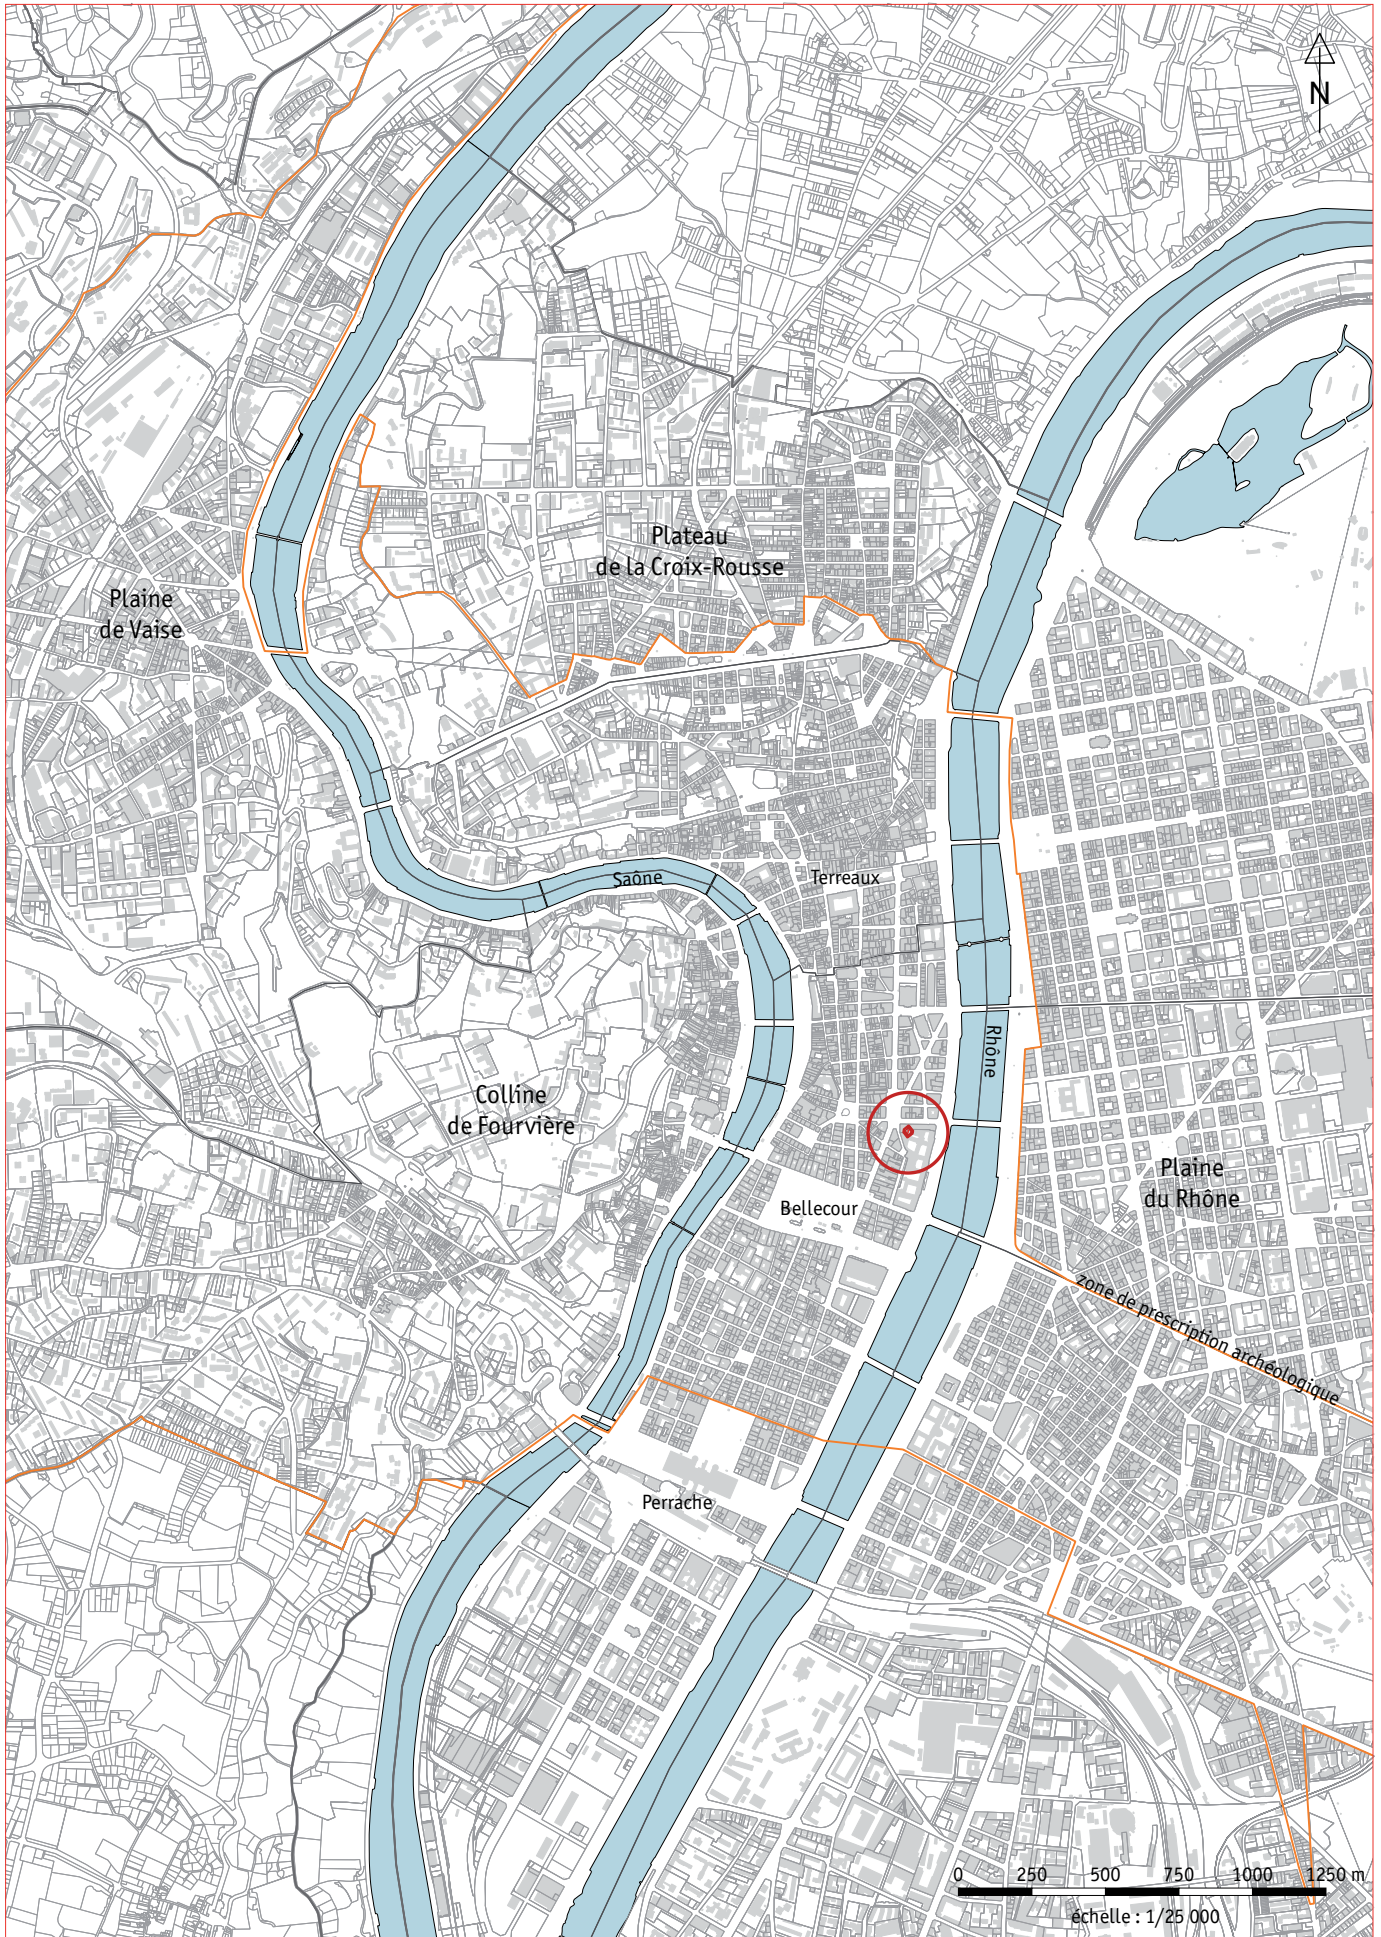 N
Plateau
de la Croix-Rousse
Plaine
de Vaise
Saône
Terreaux
Rhône
Colline
de Fourvière
Plaine
du Rhône
Bellecour
zone de prescription archéologique
Perrache
0 250 500 750 1000 1250 m
échelle : 1/25 000